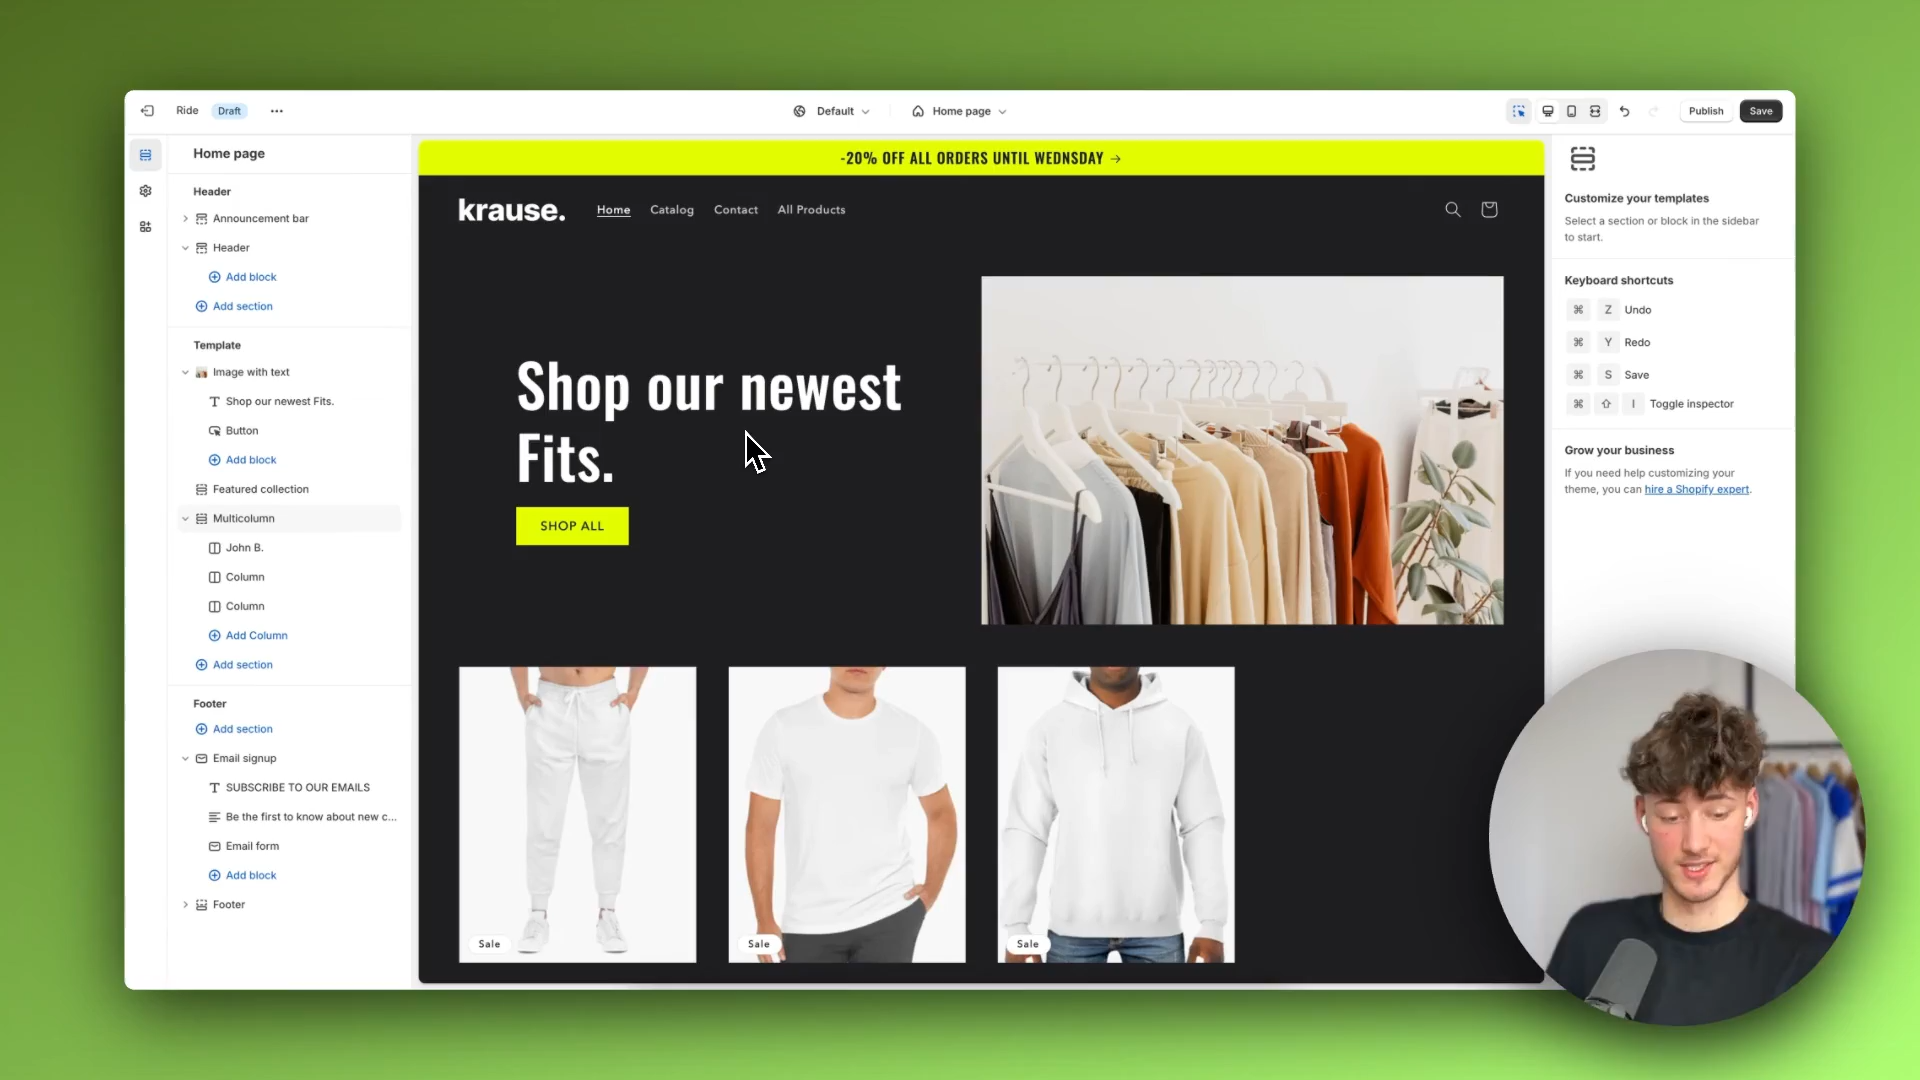 Ride Draft ••• Default Home page Publish Save
Home page
Header
Announcement bar
Header
Add block
Add section
Template
Image with text
Shop our newest Fits.
Button
Add block
Featured collection
Multicolumn
John B.
Column
Column
Add Column
Add section
Footer
Add section
Email signup
SUBSCRIBE TO OUR EMAILS
Be the first to know about new c...
Email form
Add block
Footer
-20% OFF ALL ORDERS UNTIL WEDNSDAY →
krause. Home Catalog Contact All Products
Shop our newest
Fits.
SHOP ALL
Sale Sale Sale
Customize your templates
Select a section or block in the sidebar
to start.
Keyboard shortcuts
⌘ Z Undo
⌘ Y Redo
⌘ S Save
⌘ ⇧ I Toggle inspector
Grow your business
If you need help customizing your
theme, you can hire a Shopify expert.